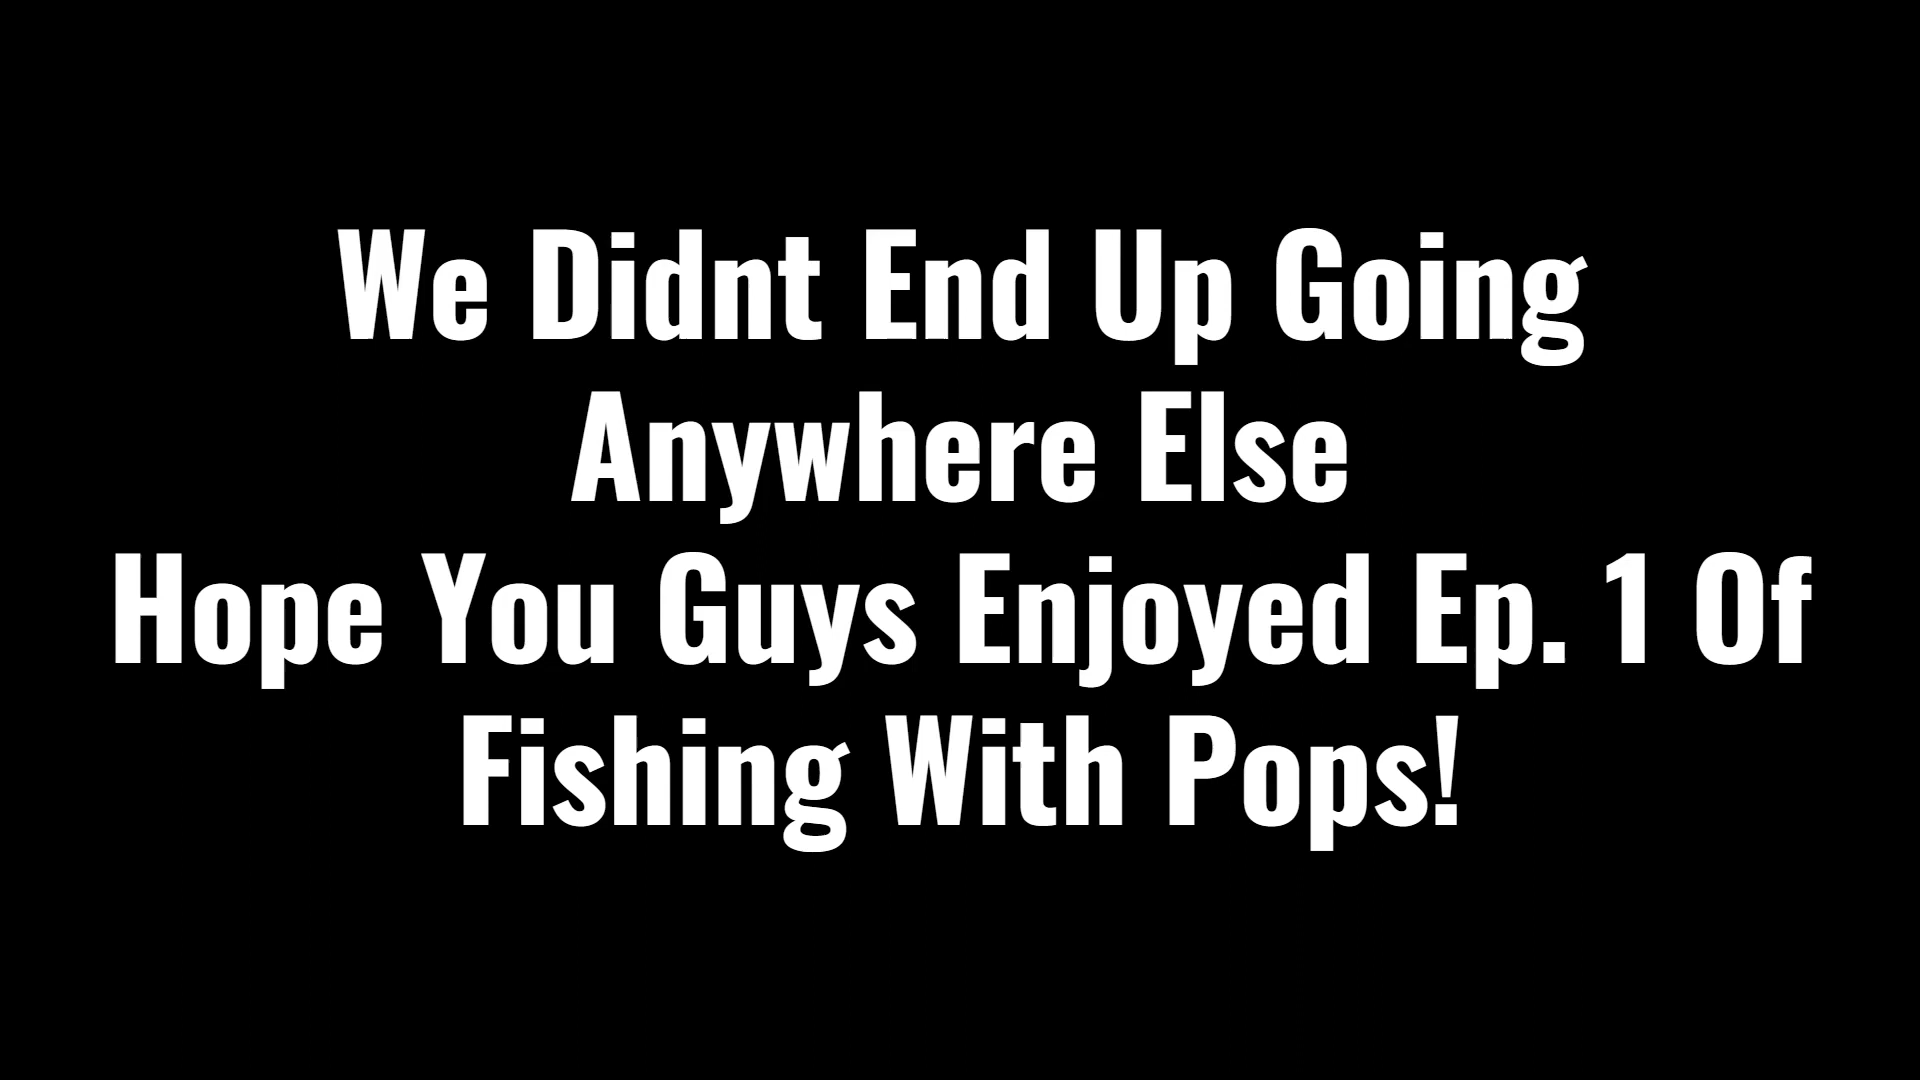 We Didnt End Up Going
Anywhere Else
Hope You Guys Enjoyed Ep. 1 Of
Fishing With Pops!